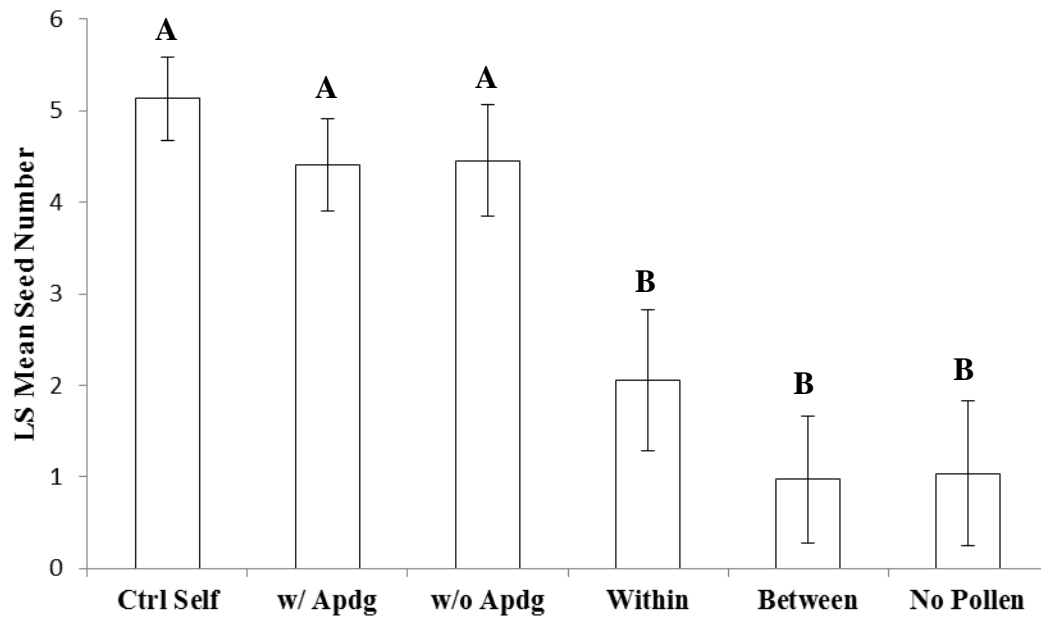 LS Mean Seed Number
6
5
4
3
2
1
0
A
A
A
B
B
B
Ctrl Self
w/ Apdg
w/o Apdg
Within
Between
No Pollen